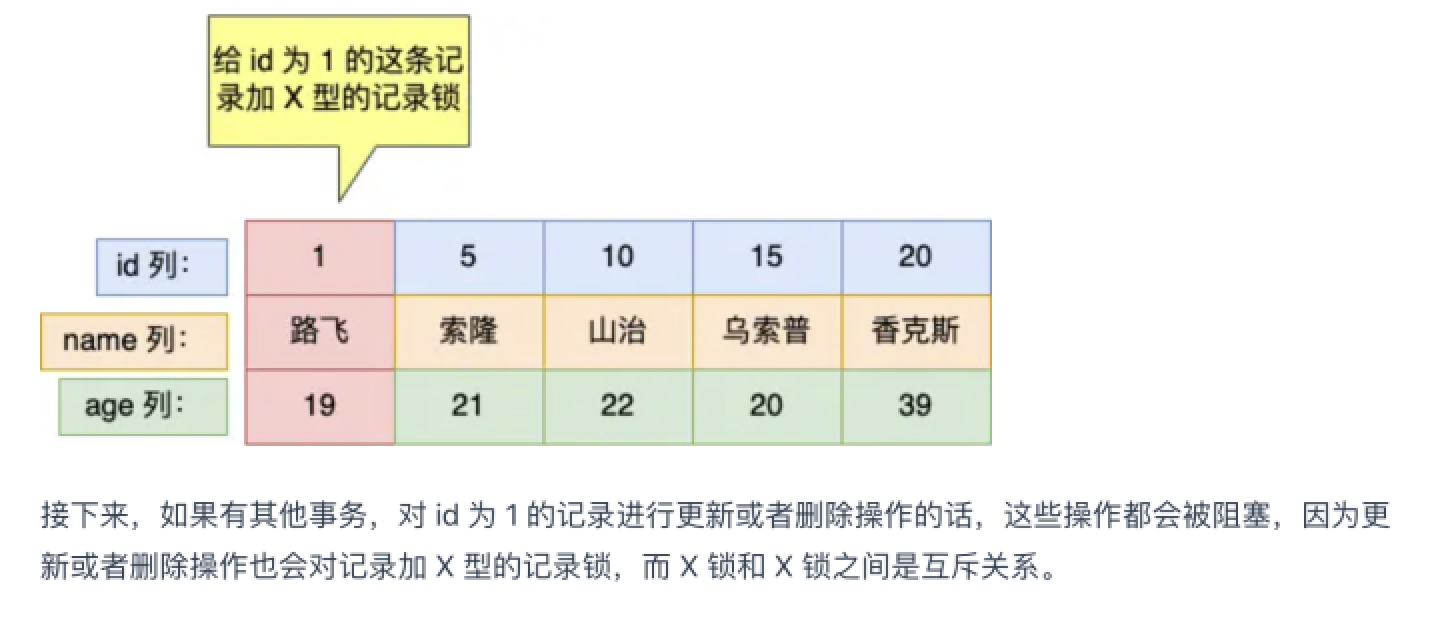 给 id 为 1 的这条记
录加 X 型的记录锁
id 列： 1 5 10 15 20
name 列： 路飞 索隆 山治 乌索普 香克斯
age 列： 19 21 22 20 39
接下来，如果有其他事务，对 id 为 1 的记录进行更新或者删除操作的话，这些操作都会被阻塞，因为更
新或者删除操作也会对记录加 X 型的记录锁，而 X 锁和 X 锁之间是互斥关系。